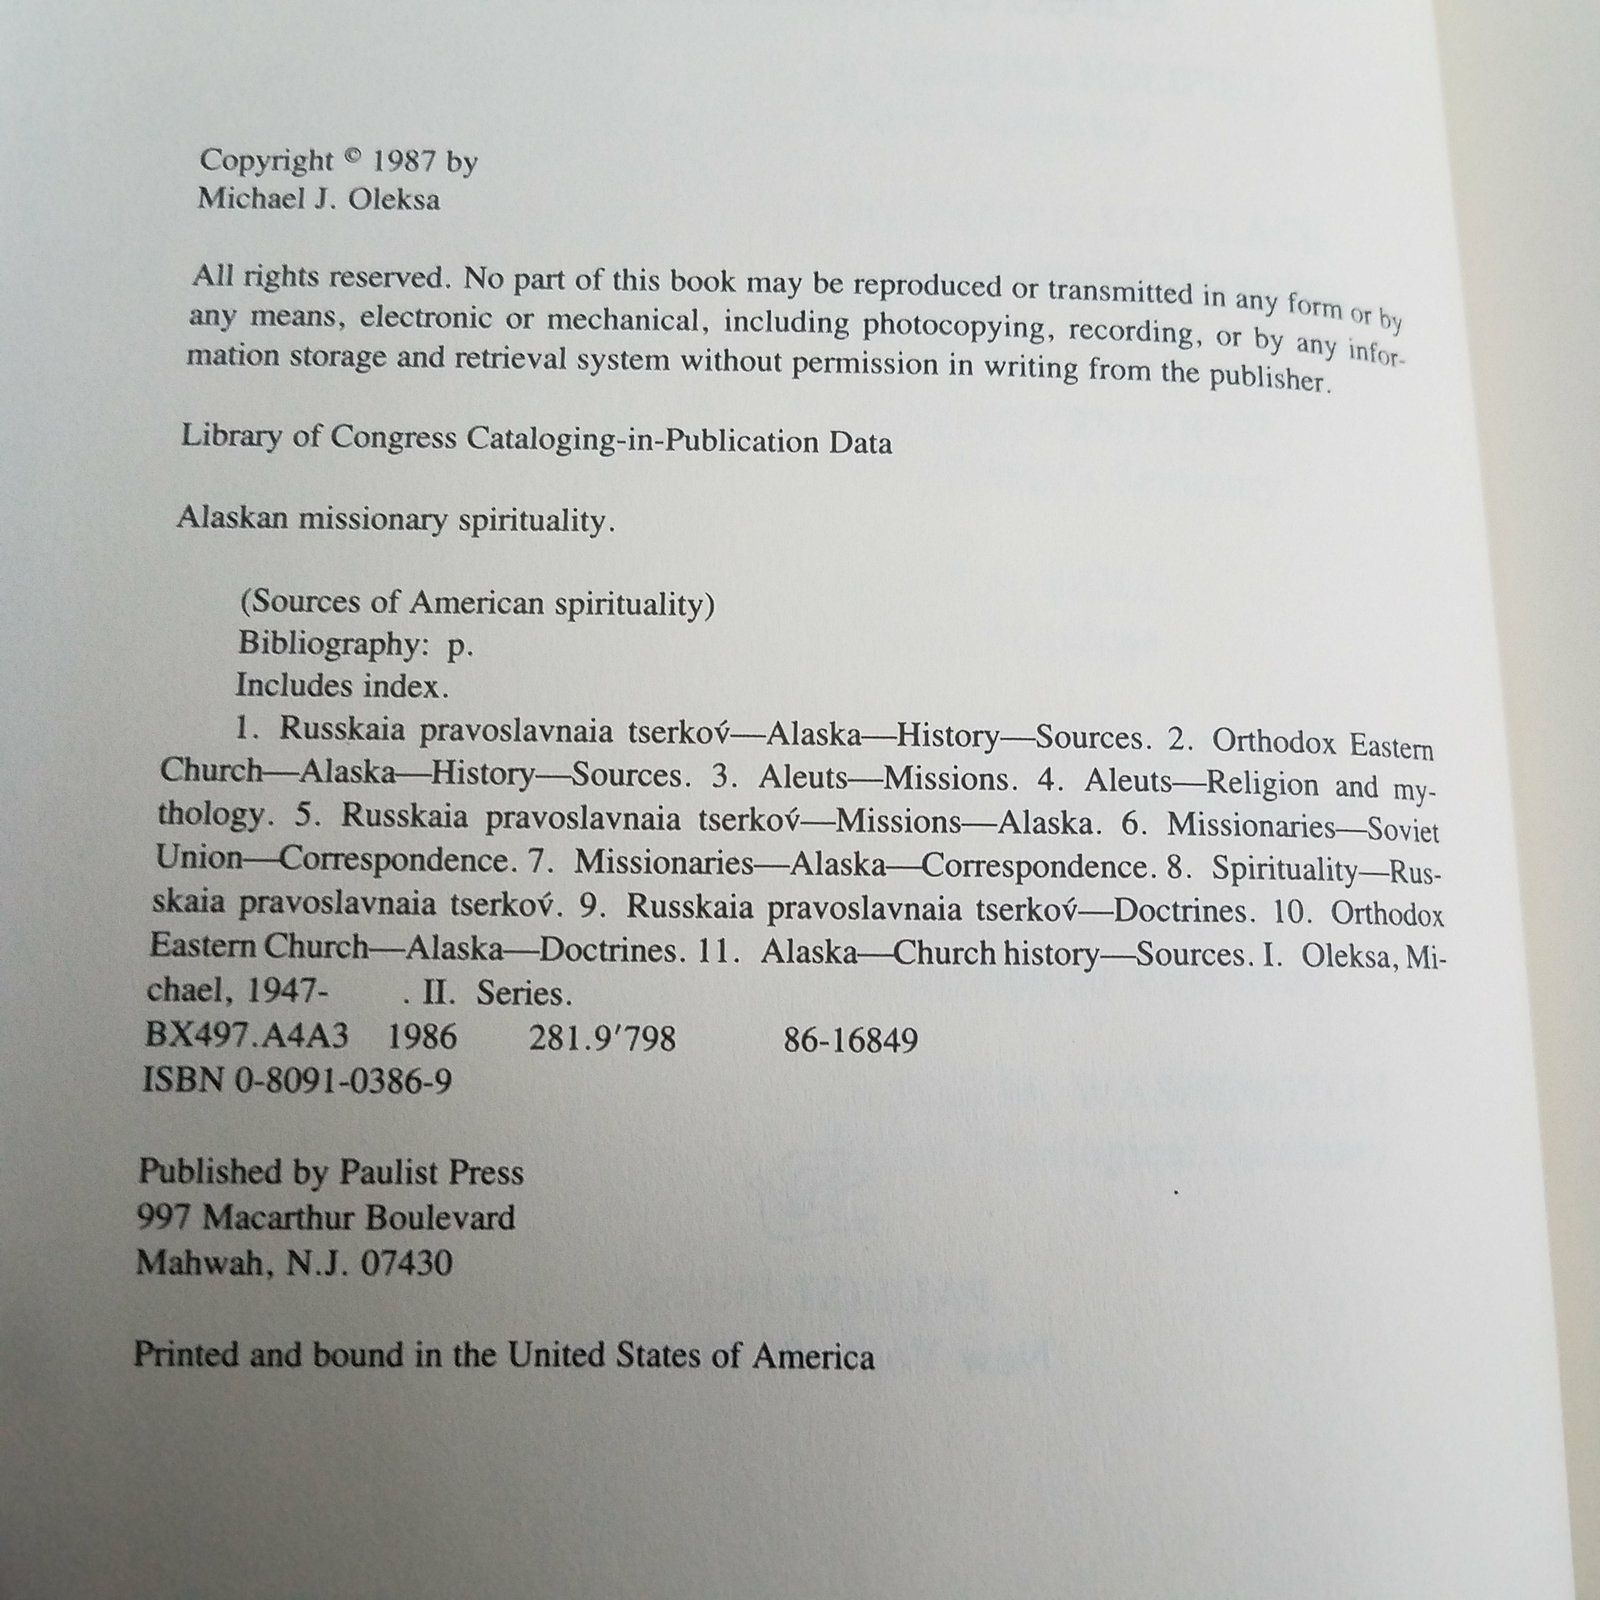 Copyright © 1987 by
Michael J. Oleksa
All rights reserved. No part of this book may be reproduced or transmitted in any form or by
any means, electronic or mechanical, including photocopying, recording, or by any infor-
mation storage and retrieval system without permission in writing from the publisher.
Library of Congress Cataloging-in-Publication Data
Alaskan missionary spirituality.
(Sources of American spirituality)
Bibliography: p.
Includes index.
1. Russkaia pravoslavnaia tserkov́—Alaska—History—Sources. 2. Orthodox Eastern
Church—Alaska—History—Sources. 3. Aleuts—Missions. 4. Aleuts—Religion and my-
thology. 5. Russkaia pravoslavnaia tserkov́—Missions—Alaska. 6. Missionaries—Soviet
Union—Correspondence. 7. Missionaries—Alaska—Correspondence. 8. Spirituality—Rus-
skaia pravoslavnaia tserkov́. 9. Russkaia pravoslavnaia tserkov́—Doctrines. 10. Orthodox
Eastern Church—Alaska—Doctrines. 11. Alaska—Church history—Sources. I. Oleksa, Mi-
chael, 1947- . II. Series.
BX497.A4A3 1986 281.9′798 86-16849
ISBN 0-8091-0386-9
Published by Paulist Press
997 Macarthur Boulevard
Mahwah, N.J. 07430
Printed and bound in the United States of America